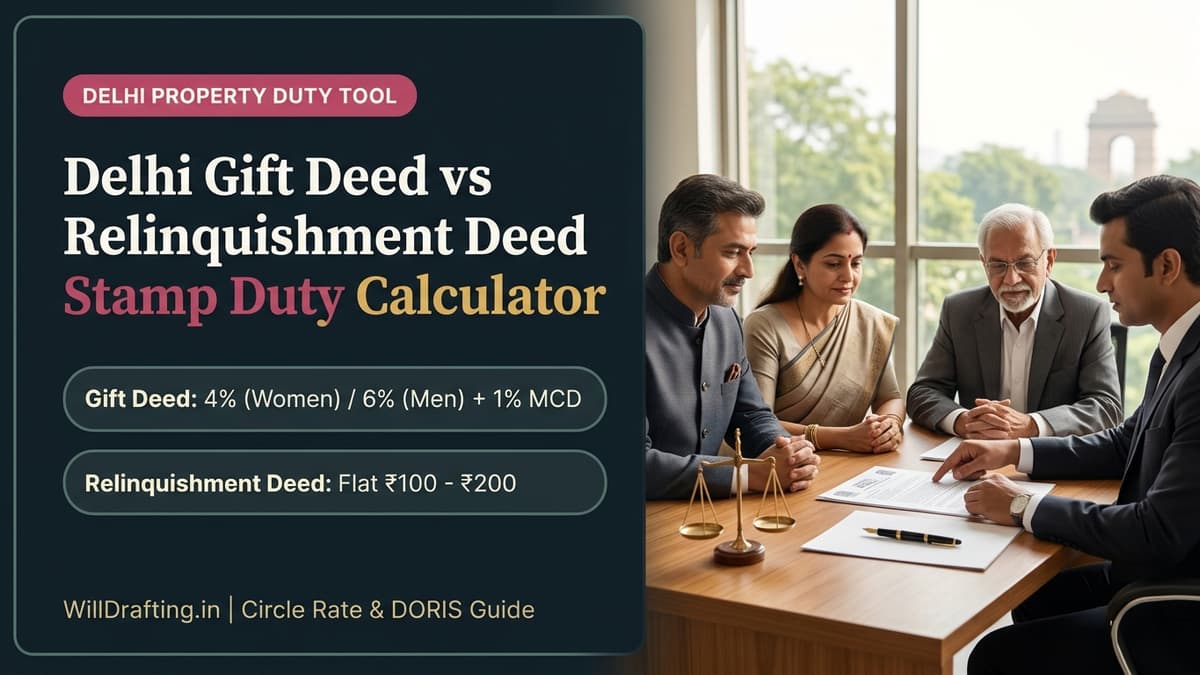 DELHI PROPERTY DUTY TOOL
Delhi Gift Deed vs
Relinquishment Deed
Stamp Duty Calculator
Gift Deed: 4% (Women) / 6% (Men) + 1% MCD
Relinquishment Deed: Flat ₹100 - ₹200
WillDrafting.in | Circle Rate & DORIS Guide